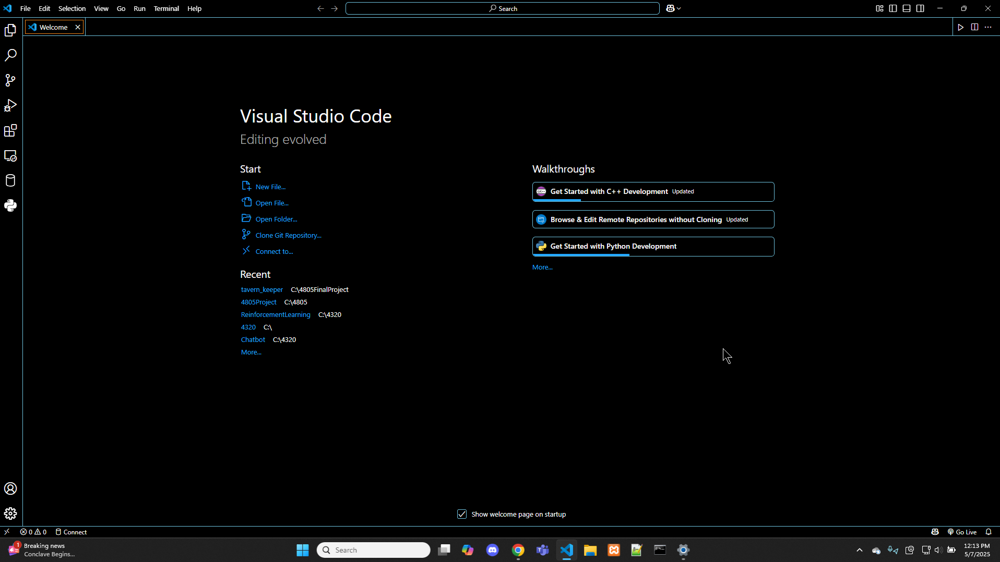 File Edit Selection View Go Run Terminal Help
Search
Welcome
Visual Studio Code
Editing evolved
Start
New File...
Open File...
Open Folder...
Clone Git Repository...
Connect to...
Recent
tavern_keeper C:\4805FinalProject
4805Project C:\4805
ReinforcementLearning C:\4320
4320 C:\
Chatbot C:\4320
More...
Walkthroughs
Get Started with C++ Development Updated
Browse & Edit Remote Repositories without Cloning Updated
Get Started with Python Development
More...
Show welcome page on startup
0 0 Connect
Go Live
1
Breaking news
Conclave Begins...
Search
12:13 PM
5/7/2025